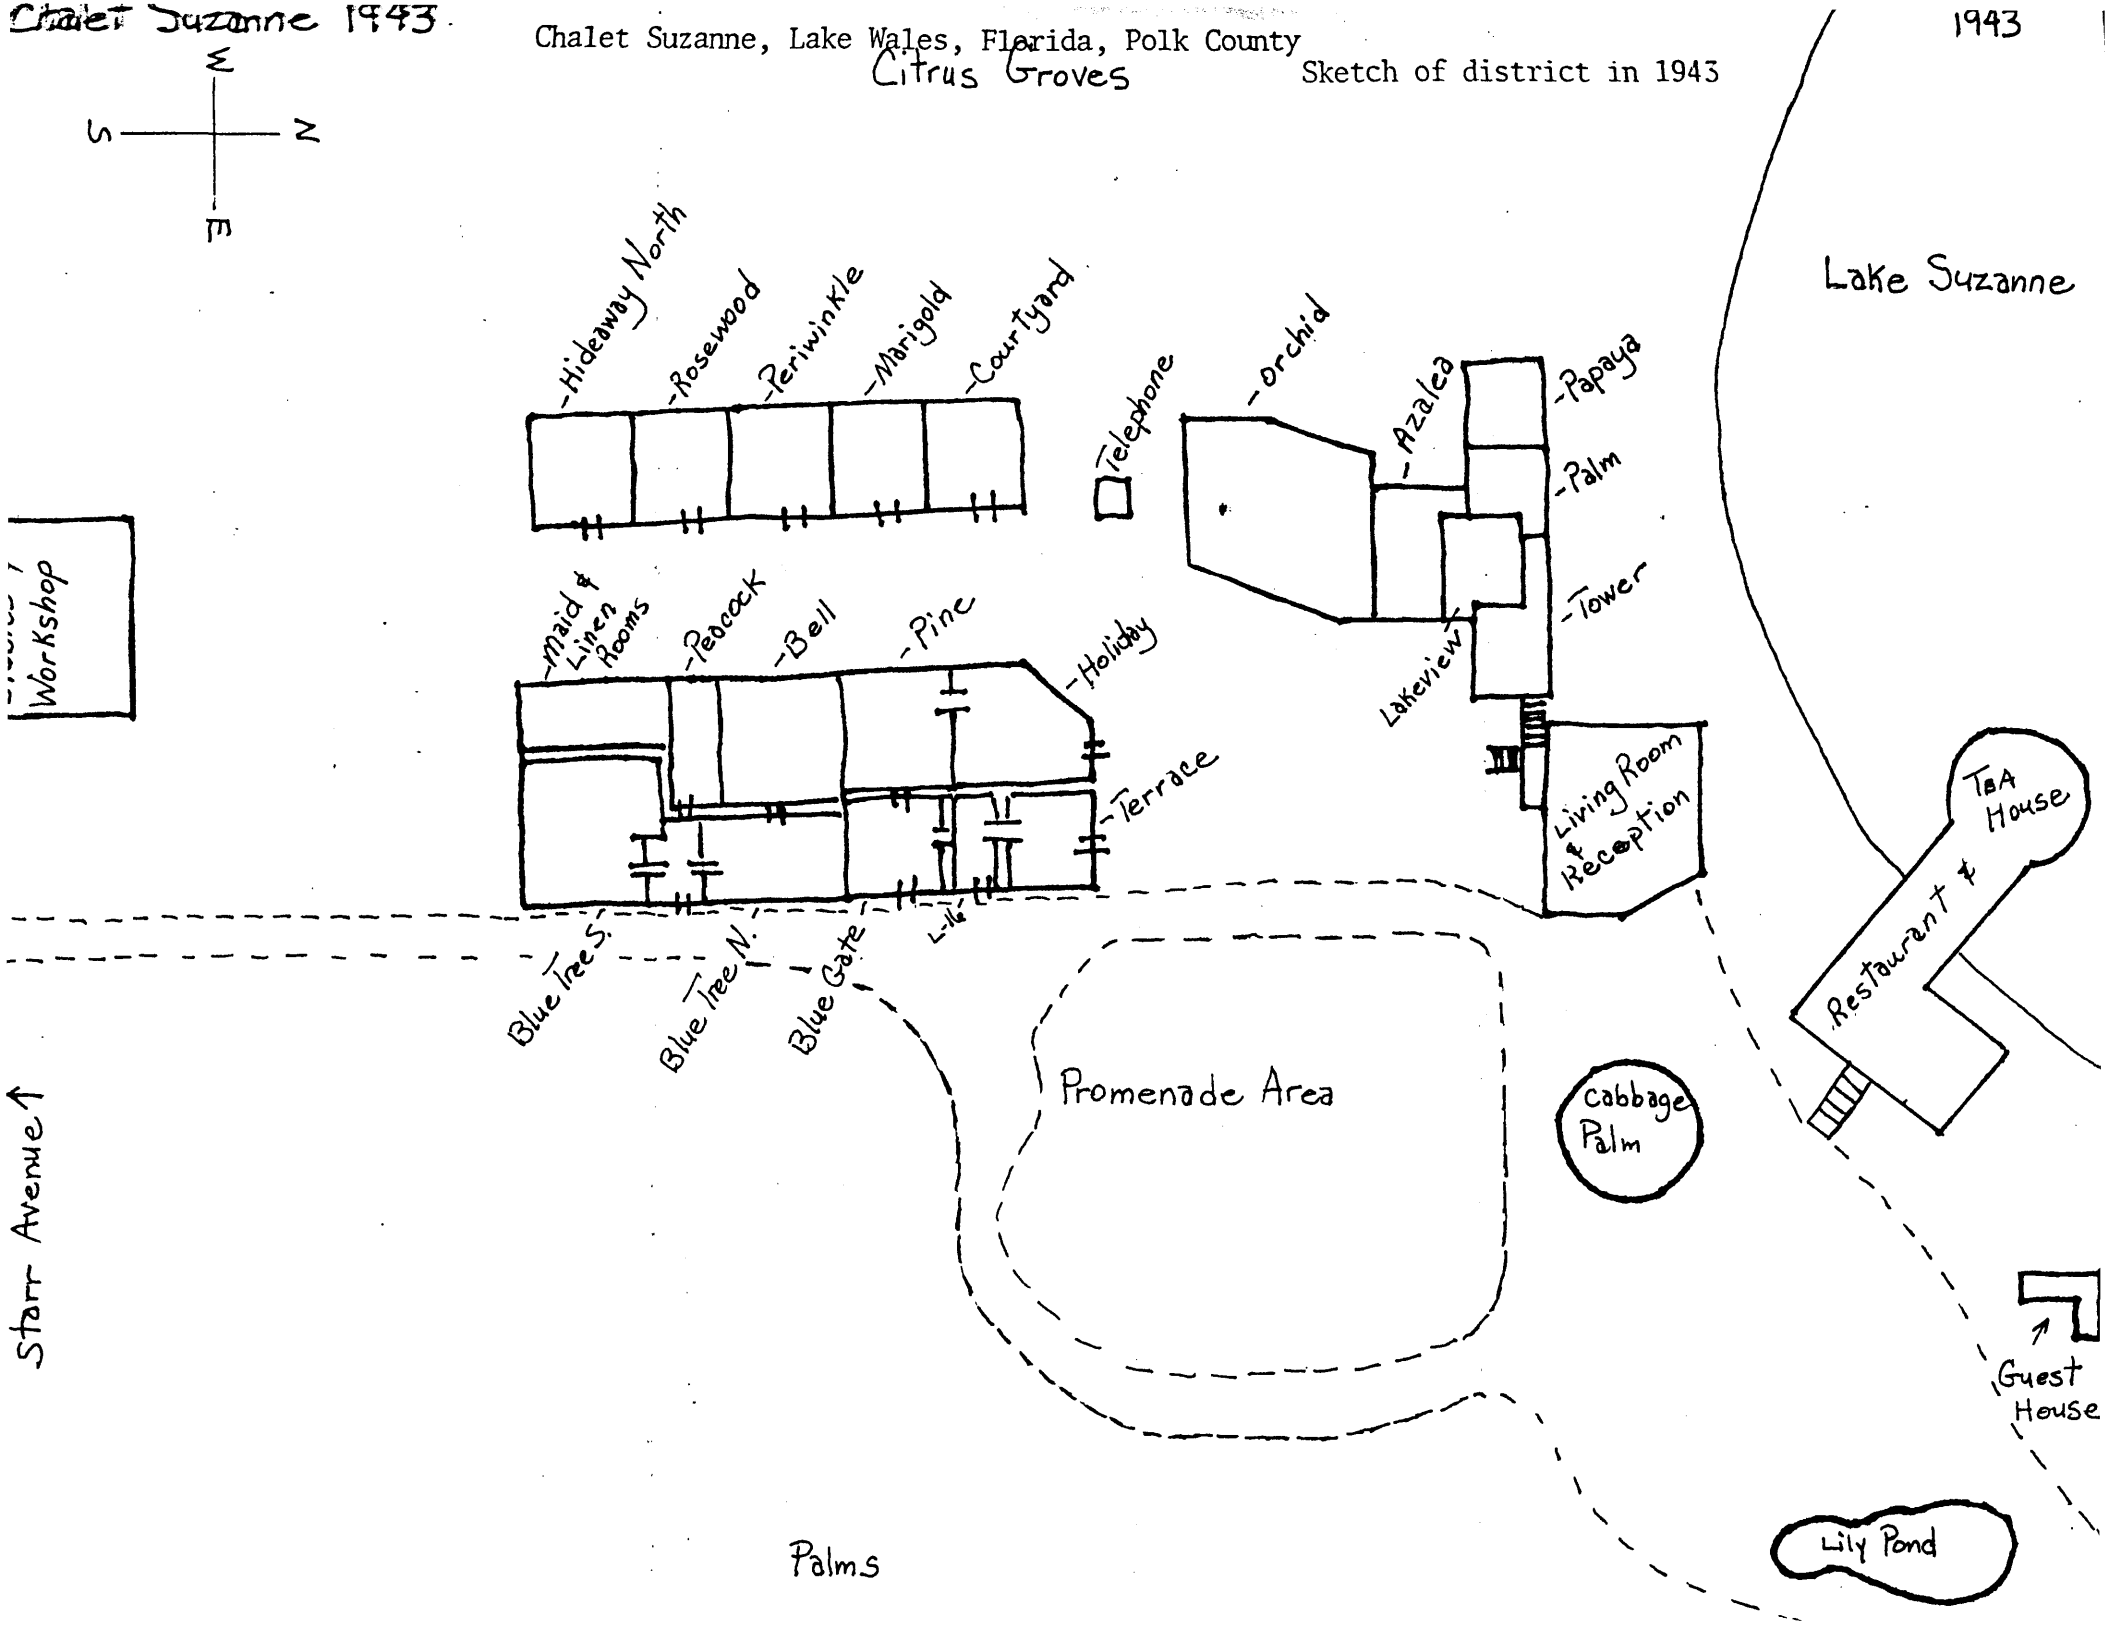 Chalet Suzanne 1943.
Chalet Suzanne, Lake Wales, Florida, Polk County
Citrus Groves
Sketch of district in 1943
1943
W
S
N
E
Lake Suzanne
-Hideaway North
-Rosewood
-Periwinkle
-Marigold
-Courtyard
Telephone
-Orchid
-Azalea
-Papaya
-Palm
-Tower
Lakeview-
Workshop
-Maid &
Linen
Rooms
-Peacock
-Bell
-Pine
-Holiday
-Terrace
Living Room
&
Reception
Tea
House
Restaurant &
Blue Tree S.
Blue Tree N.
Blue Gate
L-16
Promenade Area
Cabbage
Palm
Starr Avenue →
Guest
House
Lily Pond
Palms